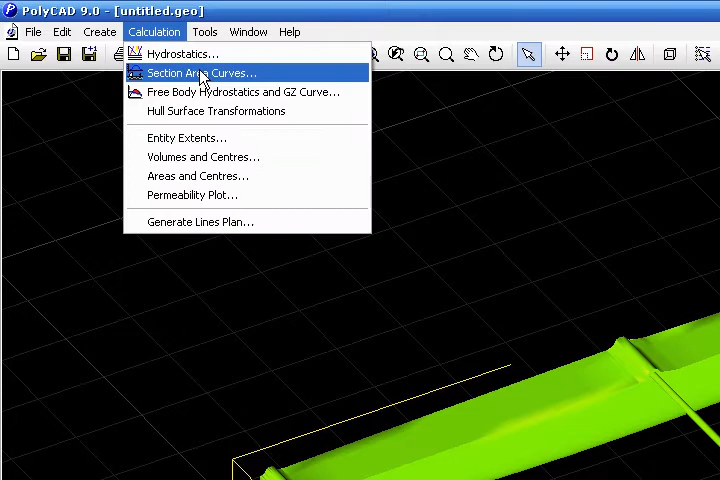 PolyCAD 9.0 - [untitled.geo]
File Edit Create Calculation Tools Window Help
Hydrostatics...
Section Area Curves...
Free Body Hydrostatics and GZ Curve...
Hull Surface Transformations
Entity Extents...
Volumes and Centres...
Areas and Centres...
Permeability Plot...
Generate Lines Plan...